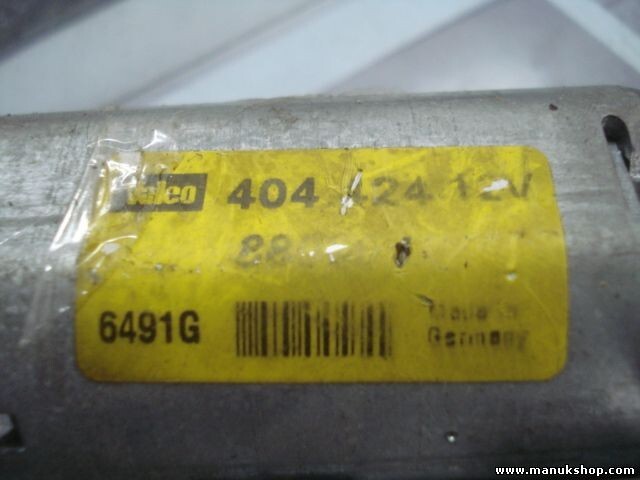 Valeo 404 424 12V
6491G
Made in
Germany
www.manukshop.com